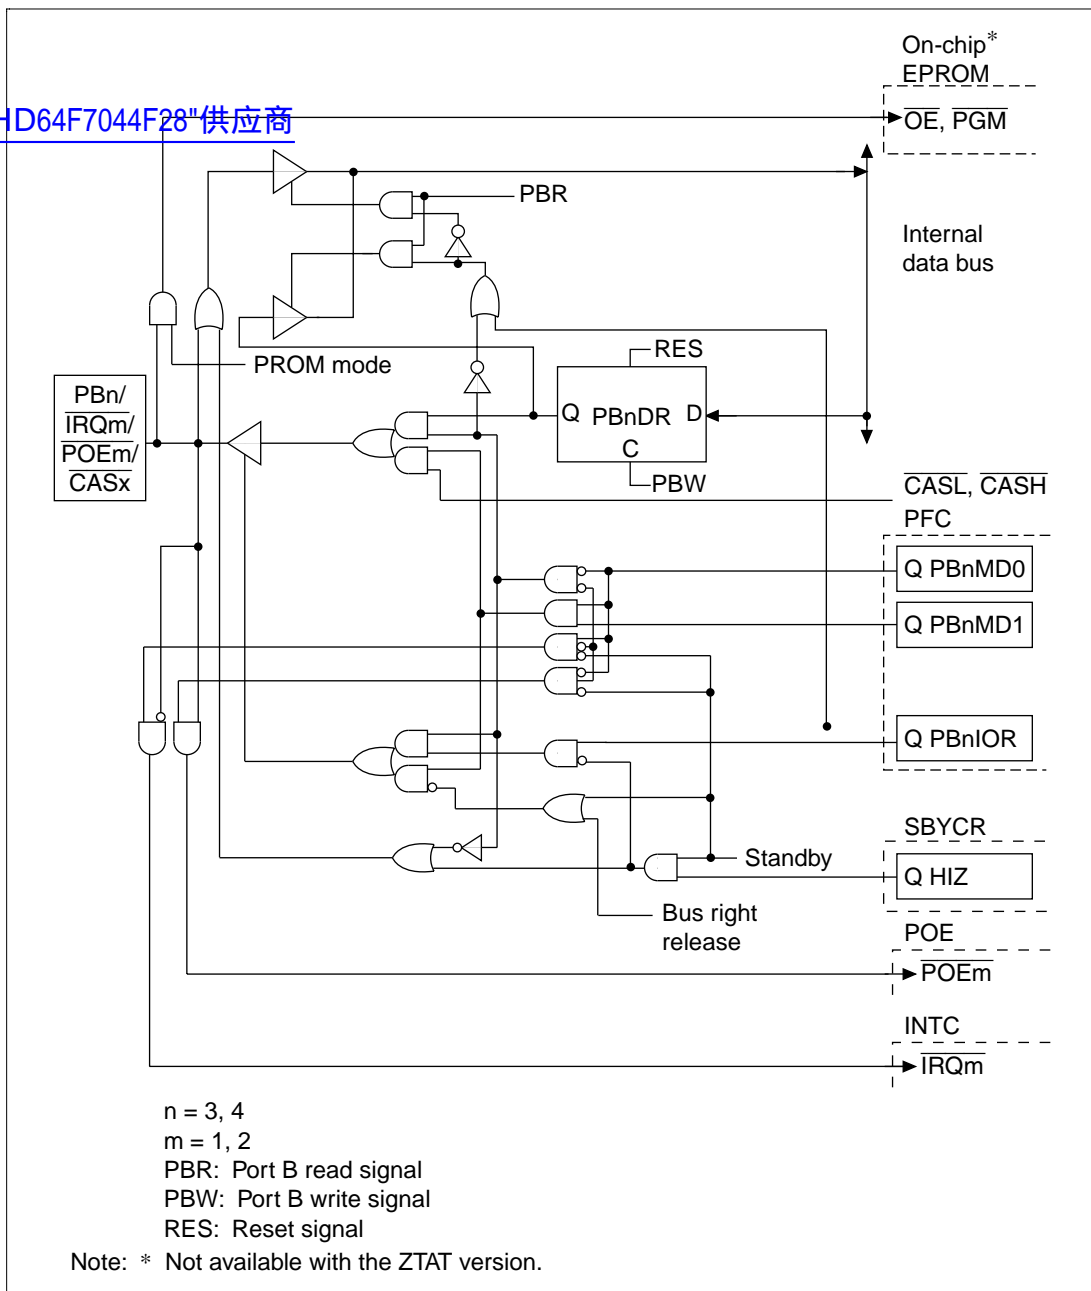 On-chip*
EPROM
HD64F7044F28"供应商
OE, PGM
PBR
Internal
data bus
PROM mode
RES
PBn/
IRQm/
POEm/
CASx
Q PBnDR D
C
PBW
CASL, CASH
PFC
Q PBnMD0
Q PBnMD1
Q PBnIOR
SBYCR
Standby
Q HIZ
Bus right
release
POE
POEm
INTC
IRQm
n = 3, 4
m = 1, 2
PBR: Port B read signal
PBW: Port B write signal
RES: Reset signal
Note: * Not available with the ZTAT version.